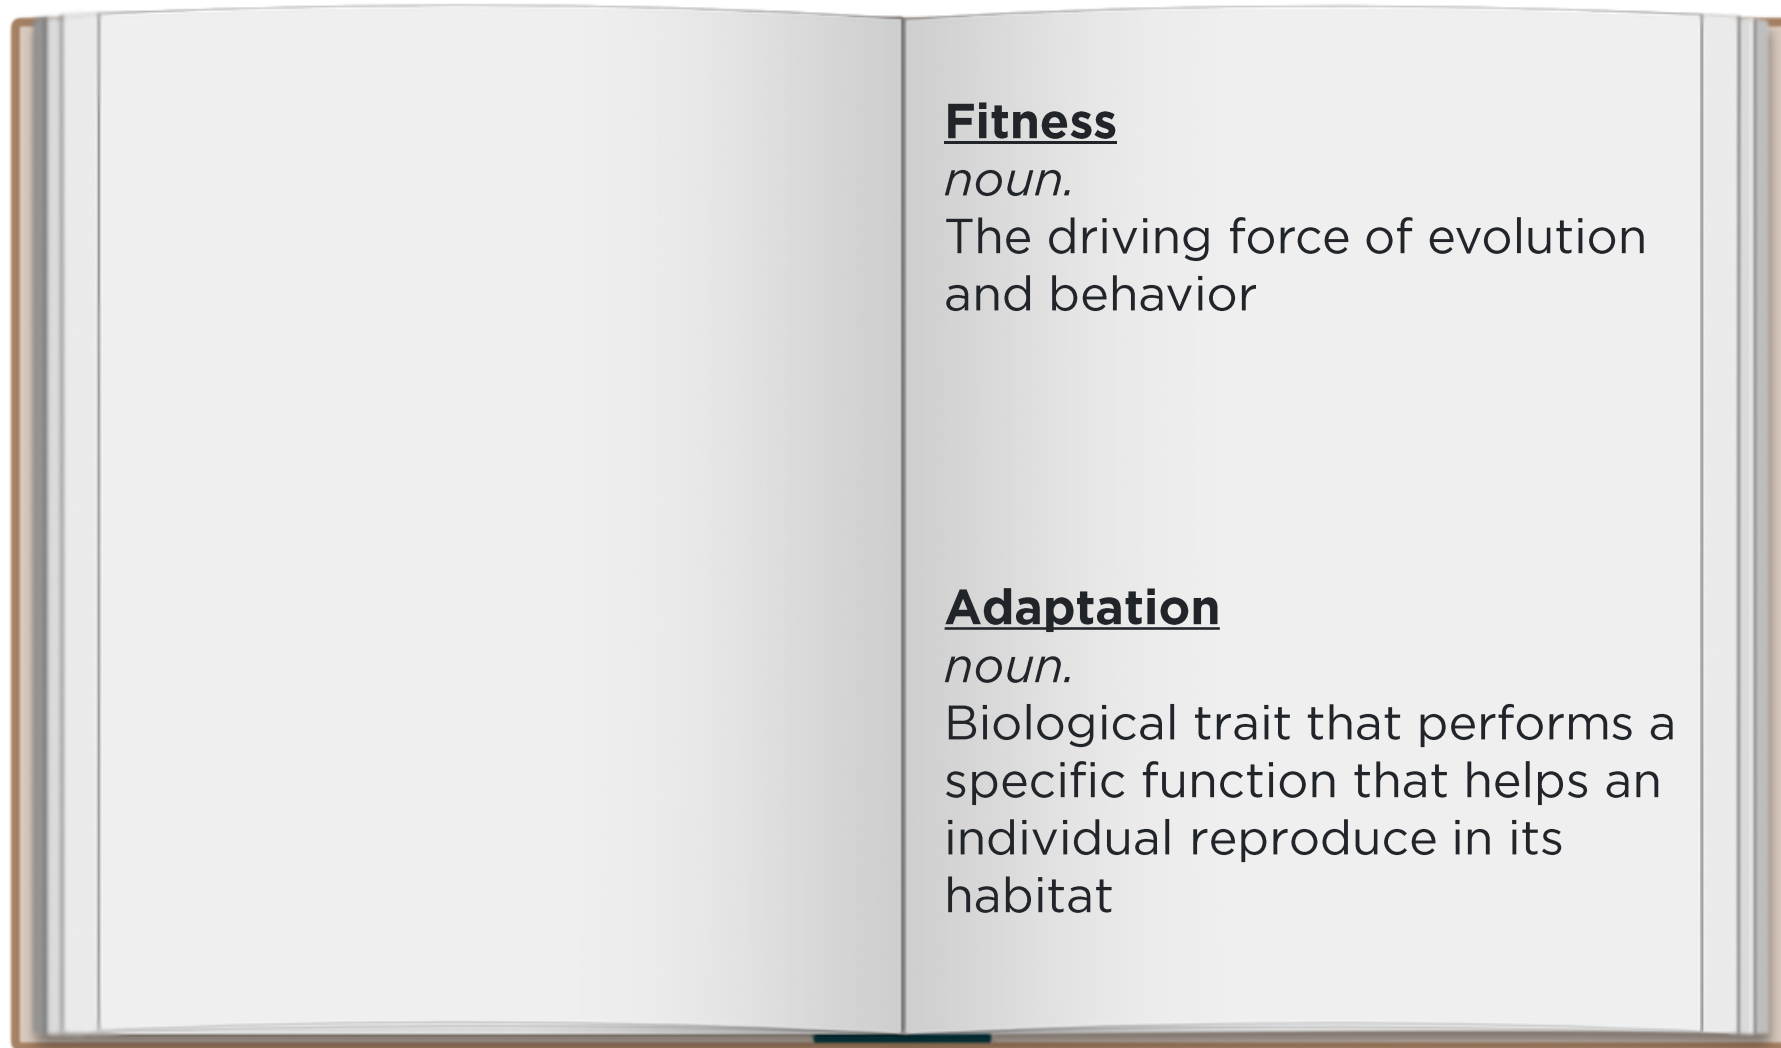 Fitness
noun.
The driving force of evolution
and behavior
Adaptation
noun.
Biological trait that performs a
specific function that helps an
individual reproduce in its
habitat